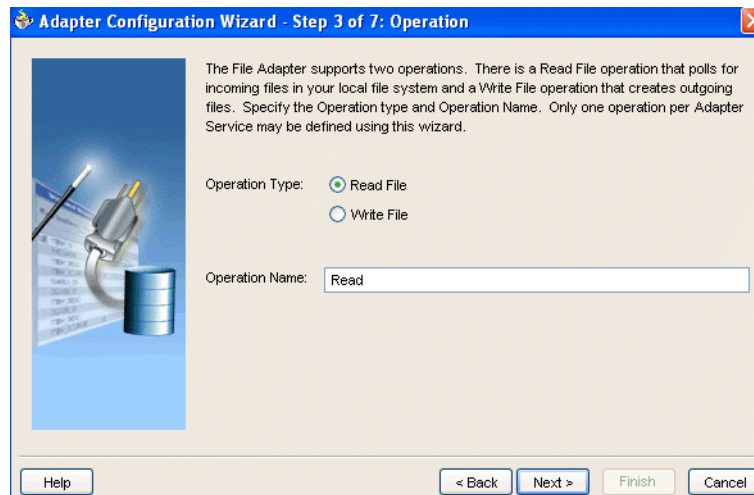 Adapter Configuration Wizard - Step 3 of 7: Operation
The File Adapter supports two operations. There is a Read File operation that polls for
incoming files in your local file system and a Write File operation that creates outgoing
files. Specify the Operation type and Operation Name. Only one operation per Adapter
Service may be defined using this wizard.
Operation Type: Read File
Write File
Operation Name: Read
Help < Back Next > Finish Cancel